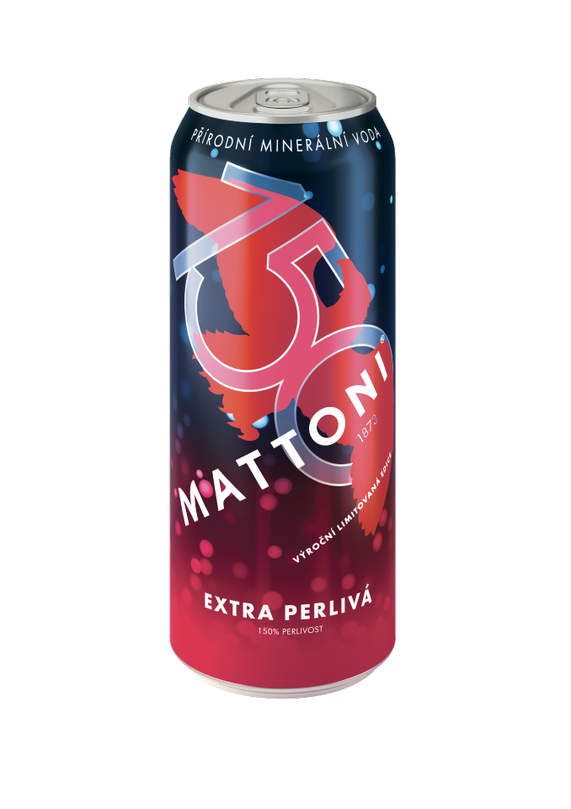 PŘÍRODNÍ MINERÁLNÍ VODA
150
MATTONI®
1873
VÝROČNÍ LIMITOVANÁ EDICE
EXTRA PERLIVÁ
150% PERLIVOST